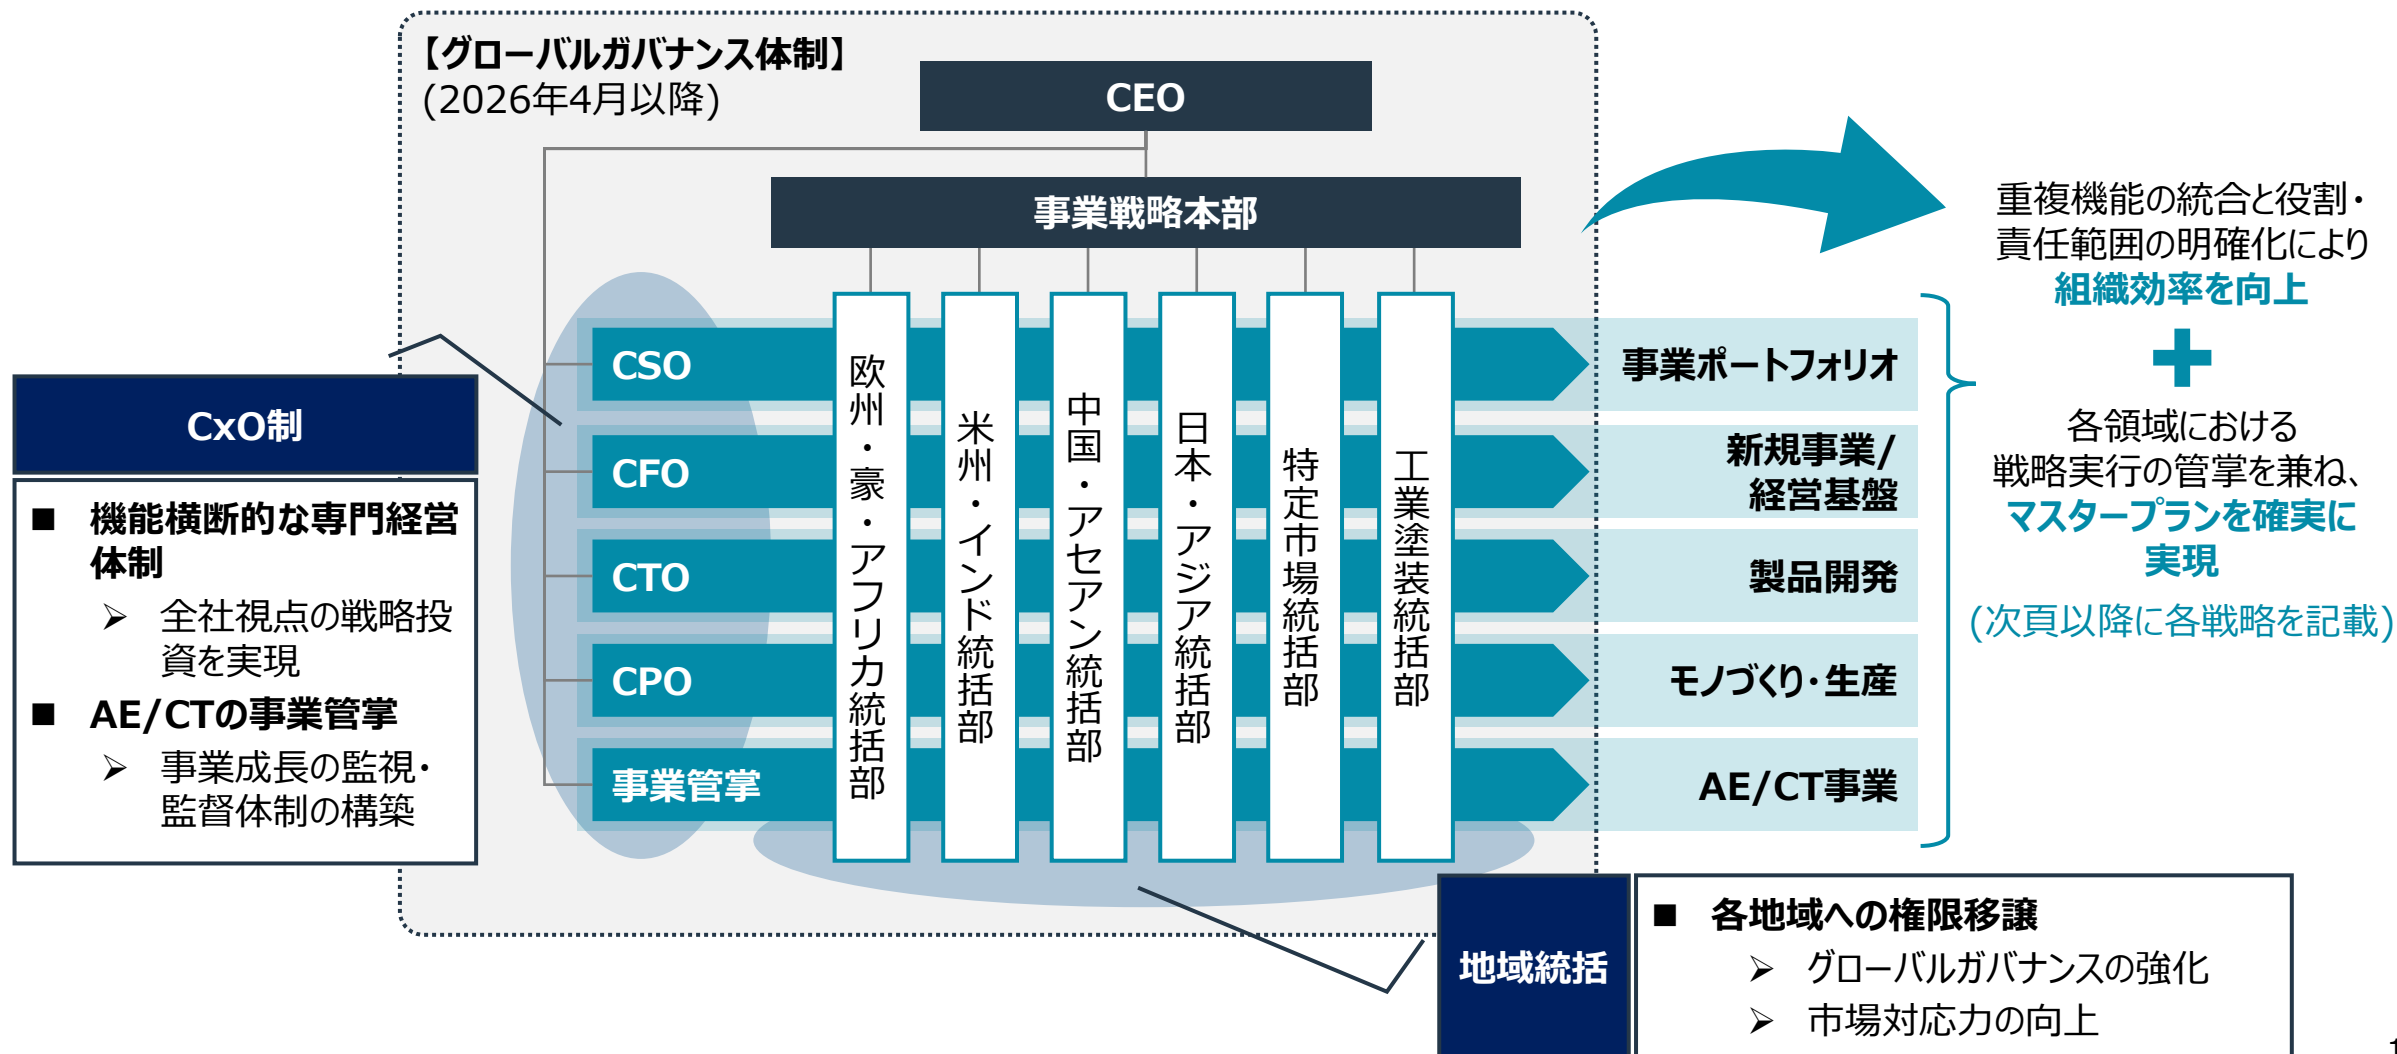 【グローバルガバナンス体制】
(2026年4月以降)
CEO
事業戦略本部
CxO制
■ 機能横断的な専門経営
体制
➢ 全社視点の戦略投
資を実現
■ AE/CTの事業管掌
➢ 事業成長の監視・
監督体制の構築
CSO
CFO
CTO
CPO
事業管掌
欧州・豪・アフリカ統括部
米州・インド統括部
中国・アセアン統括部
日本・アジア統括部
特定市場統括部
工業塗装統括部
事業ポートフォリオ
新規事業/
経営基盤
製品開発
モノづくり・生産
AE/CT事業
重複機能の統合と役割・
責任範囲の明確化により
組織効率を向上
各領域における
戦略実行の管掌を兼ね、
マスタープランを確実に
実現
(次頁以降に各戦略を記載)
地域統括
■ 各地域への権限移譲
➢ グローバルガバナンスの強化
➢ 市場対応力の向上